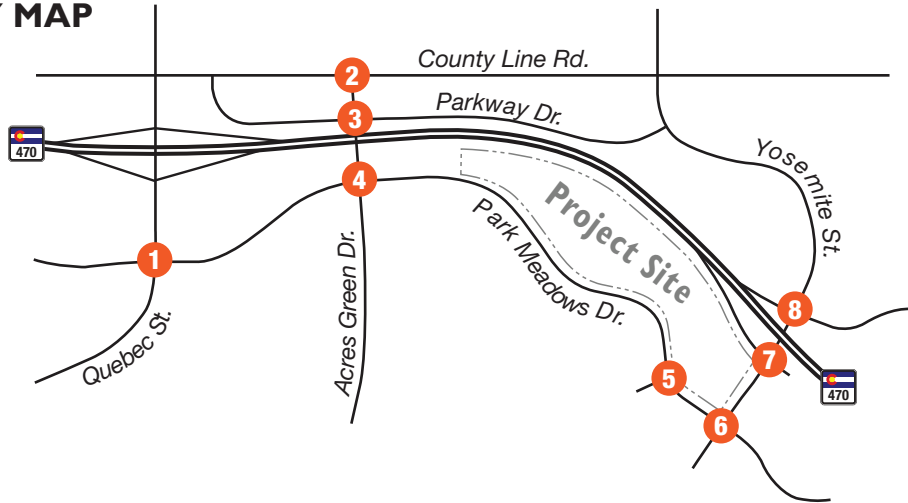 Y MAP
County Line Rd.
2
Parkway Dr.
3
470
4
Yosemite St.
Project Site
Park Meadows Dr.
Acres Green Dr.
1
Quebec St.
8
7
5
470
6